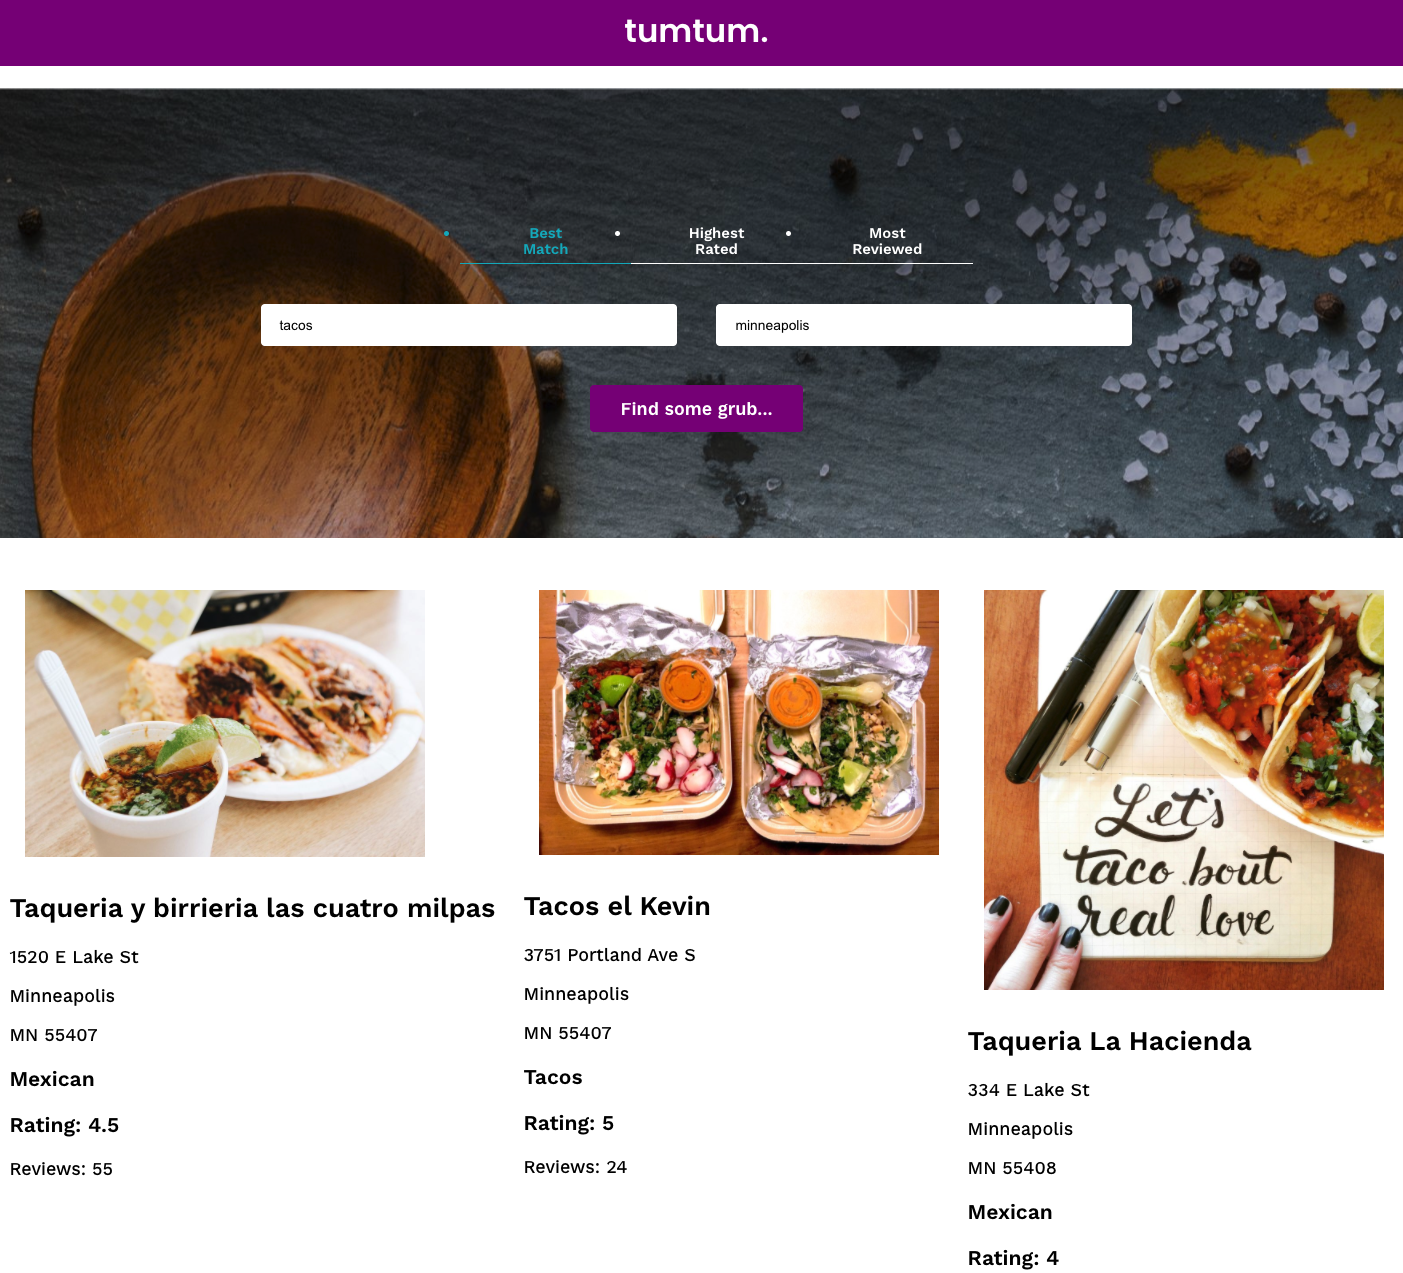 tumtum.
Best
Match
Highest
Rated
Most
Reviewed
tacos
minneapolis
Find some grub...
Taqueria y birrieria las cuatro milpas
1520 E Lake St
Minneapolis
MN 55407
Mexican
Rating: 4.5
Reviews: 55
Tacos el Kevin
3751 Portland Ave S
Minneapolis
MN 55407
Tacos
Rating: 5
Reviews: 24
Let's
taco bout
real love
Taqueria La Hacienda
334 E Lake St
Minneapolis
MN 55408
Mexican
Rating: 4